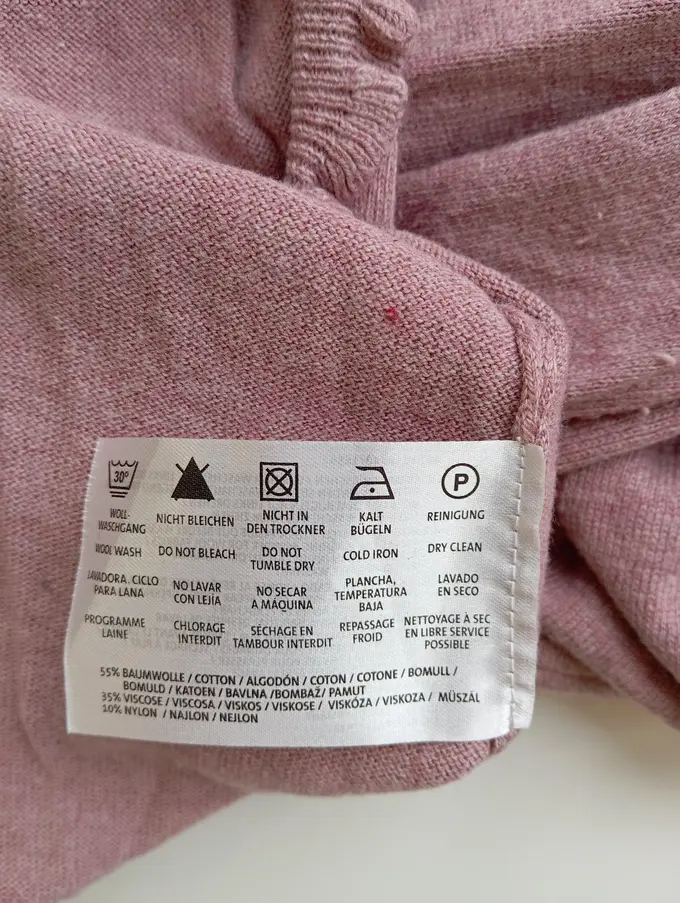 30°
P
WOLL-
WASCHGANG
NICHT BLEICHEN
NICHT IN
DEN TROCKNER
KALT
BÜGELN
REINIGUNG
WOOL WASH
DO NOT BLEACH
DO NOT
TUMBLE DRY
COLD IRON
DRY CLEAN
LAVADORA, CICLO
PARA LANA
NO LAVAR
CON LEJÍA
NO SECAR
A MÁQUINA
PLANCHA,
TEMPERATURA
BAJA
LAVADO
EN SECO
PROGRAMME
LAINE
CHLORAGE
INTERDIT
SÉCHAGE EN
TAMBOUR INTERDIT
REPASSAGE
FROID
NETTOYAGE À SEC
EN LIBRE SERVICE
POSSIBLE
55% BAUMWOLLE / COTTON / ALGODÓN / COTON / COTONE / BOMULL /
BOMULD / KATOEN / BAVLNA /BOMBAŽ/ PAMUT
35% VISCOSE / VISCOSA / VISKOS / VISKOSE / VISKÓZA / VISKOZA / MŰSZÁL
10% NYLON / NAJLON / NEJLON